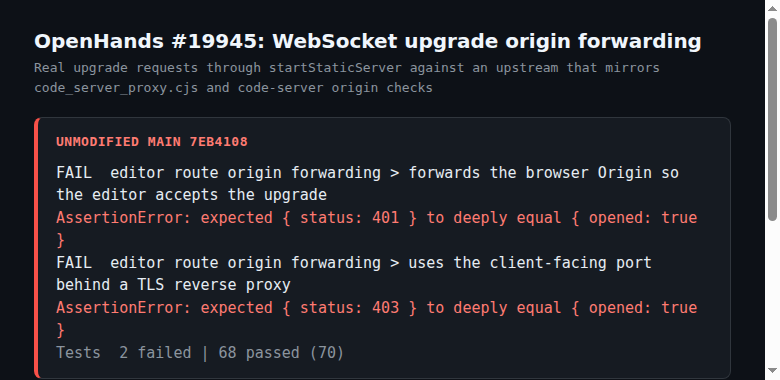 OpenHands #19945: WebSocket upgrade origin forwarding
Real upgrade requests through startStaticServer against an upstream that mirrors
code_server_proxy.cjs and code-server origin checks
UNMODIFIED MAIN 7EB4108
FAIL  editor route origin forwarding > forwards the browser Origin so
the editor accepts the upgrade
AssertionError: expected { status: 401 } to deeply equal { opened: true
}
FAIL  editor route origin forwarding > uses the client-facing port
behind a TLS reverse proxy
AssertionError: expected { status: 403 } to deeply equal { opened: true
}
Tests  2 failed | 68 passed (70)